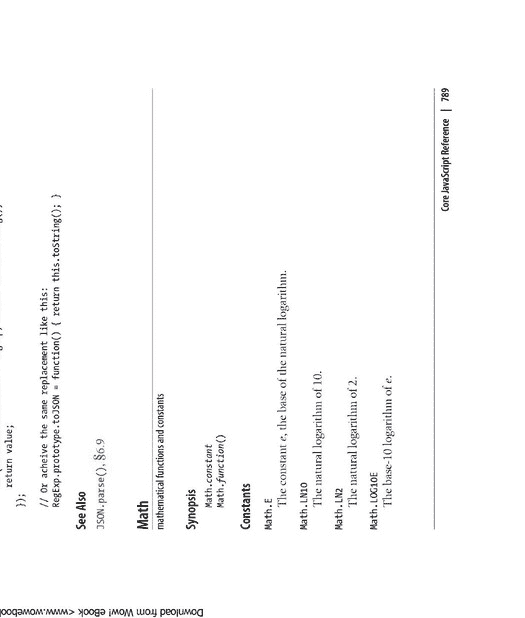 return value;
});
// Or acheive the same replacement like this:
RegExp.prototype.toJSON = function() { return this.toString(); }
See Also
JSON.parse(), §6.9
Math
mathematical functions and constants
Synopsis
Math.constant
Math.function()
Constants
Math.E
The constant e, the base of the natural logarithm.
Math.LN10
The natural logarithm of 10.
Math.LN2
The natural logarithm of 2.
Math.LOG10E
The base-10 logarithm of e.
Core JavaScript Reference | 789
Download from Wow! eBook <www.wowebook